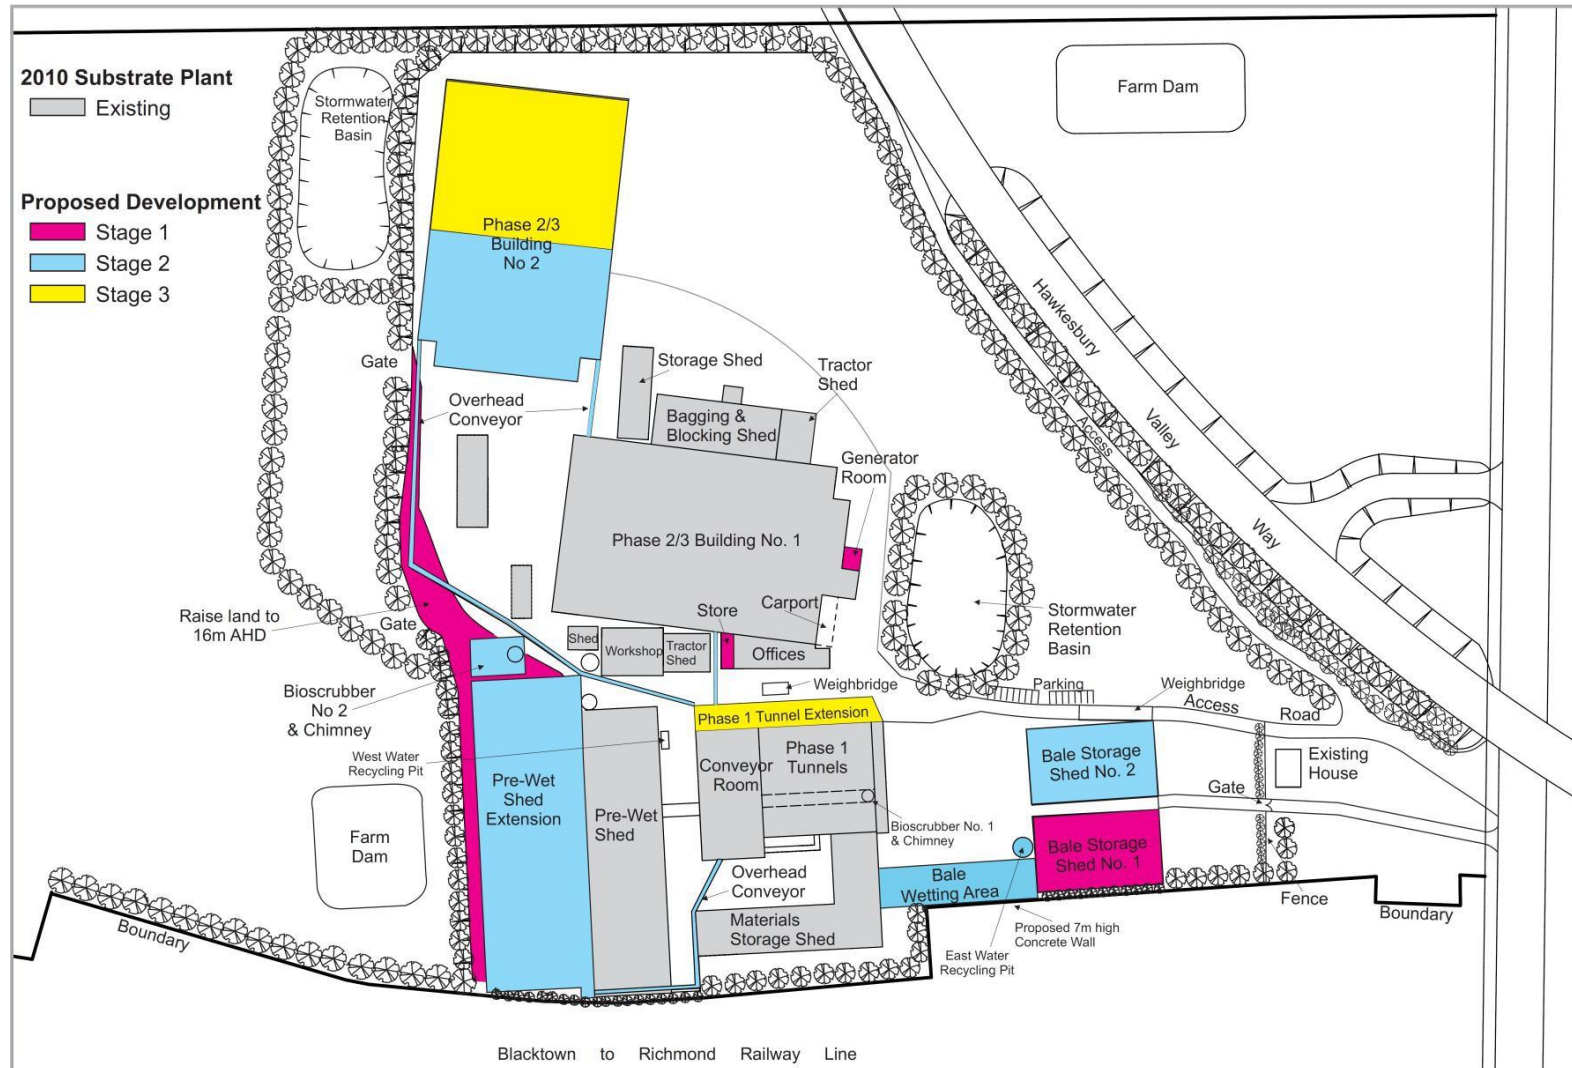 2010 Substrate Plant
Existing
Proposed Development
Stage 1
Stage 2
Stage 3
Stormwater
Retention
Basin
Farm Dam
Phase 2/3
Building
No 2
Gate
Overhead
Conveyor
Storage Shed
Tractor
Shed
Bagging &
Blocking Shed
Generator
Room
Hawkesbury
Valley
Way
RTA Access
Phase 2/3 Building No. 1
Raise land to
16m AHD
Gate
Store
Carport
Shed
Workshop
Tractor
Shed
Offices
Stormwater
Retention
Basin
Bioscrubber
No 2
& Chimney
Weighbridge
Parking
Weighbridge
Access
Road
Phase 1 Tunnel Extension
West Water
Recycling Pit
Pre-Wet
Shed
Extension
Pre-Wet
Shed
Conveyor
Room
Phase 1
Tunnels
Bale Storage
Shed No. 2
Existing
House
Gate
Farm
Dam
Bioscrubber No. 1
& Chimney
Bale Storage
Shed No. 1
Overhead
Conveyor
Bale
Wetting Area
Fence
Boundary
Boundary
Materials
Storage Shed
Proposed 7m high
Concrete Wall
East Water
Recycling Pit
Blacktown to Richmond Railway Line